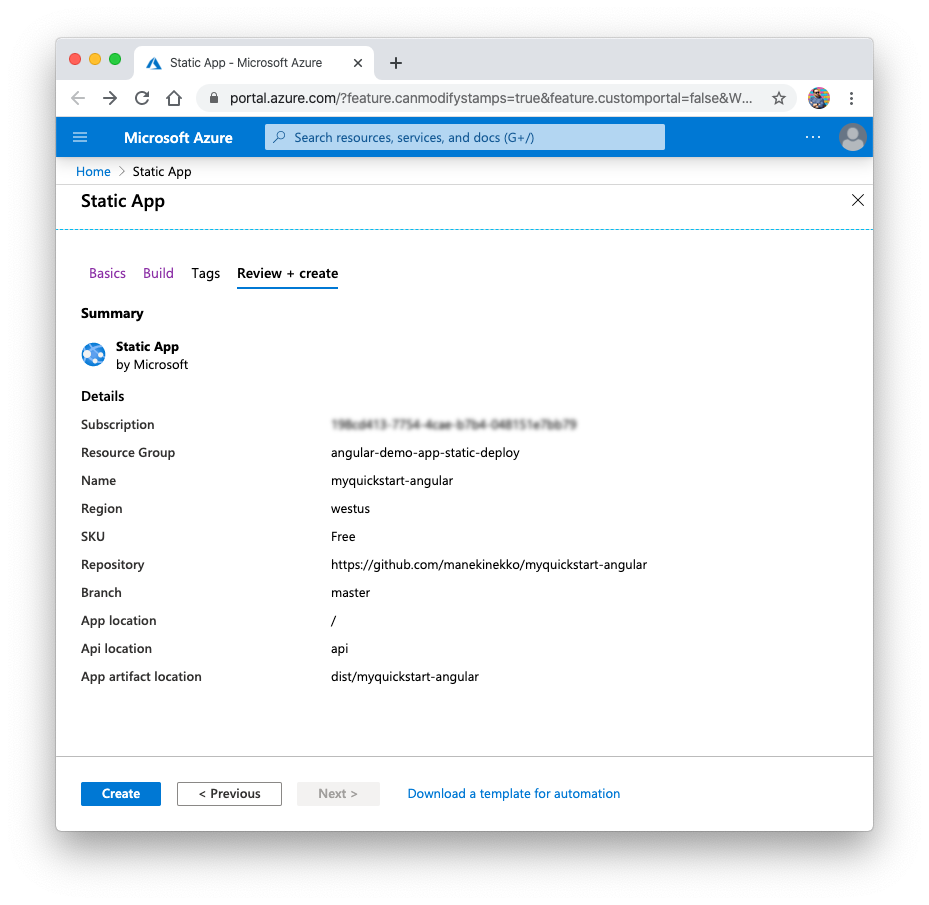 Static App - Microsoft Azure
portal.azure.com/?feature.canmodifystamps=true&feature.customportal=false&W...
Microsoft Azure
Search resources, services, and docs (G+/)
Home > Static App
Static App
Basics Build Tags Review + create
Summary
Static App
by Microsoft
Details
Subscription
Resource Group angular-demo-app-static-deploy
Name myquickstart-angular
Region westus
SKU Free
Repository https://github.com/manekinekko/myquickstart-angular
Branch master
App location /
Api location api
App artifact location dist/myquickstart-angular
Create < Previous Next > Download a template for automation